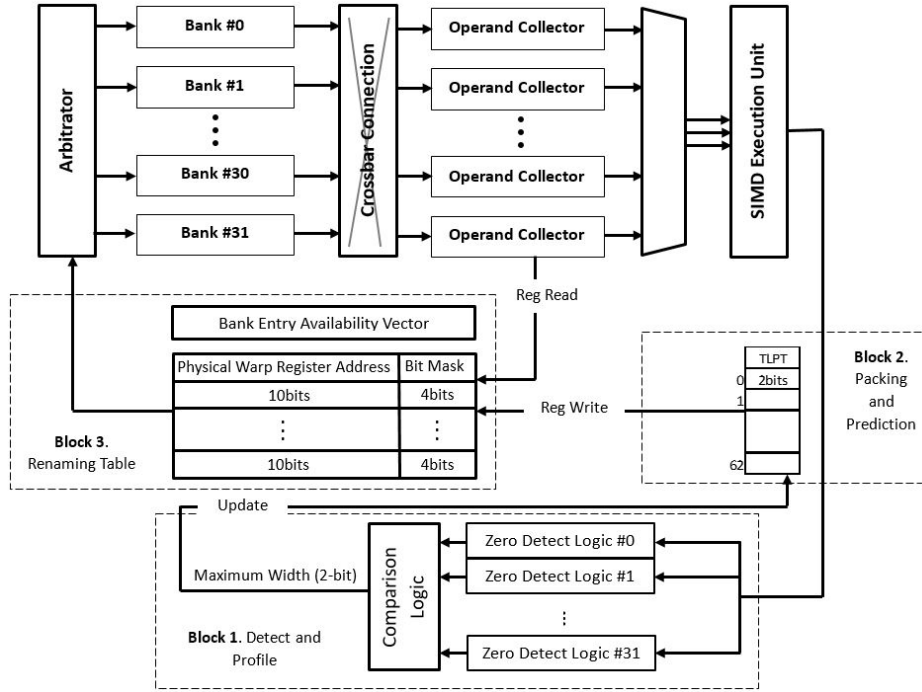 Arbitrator
Bank #0
Bank #1
Bank #30
Bank #31
Crossbar Connection
Operand Collector
Operand Collector
Operand Collector
Operand Collector
SIMD Execution Unit
Reg Read
Bank Entry Availability Vector
Physical Warp Register Address
Bit Mask
10bits
4bits
10bits
4bits
Block 3.
Renaming Table
Reg Write
TLPT
0
2bits
1
62
Block 2.
Packing
and
Prediction
Update
Maximum Width (2-bit)
Comparison
Logic
Zero Detect Logic #0
Zero Detect Logic #1
Zero Detect Logic #31
Block 1. Detect and
Profile